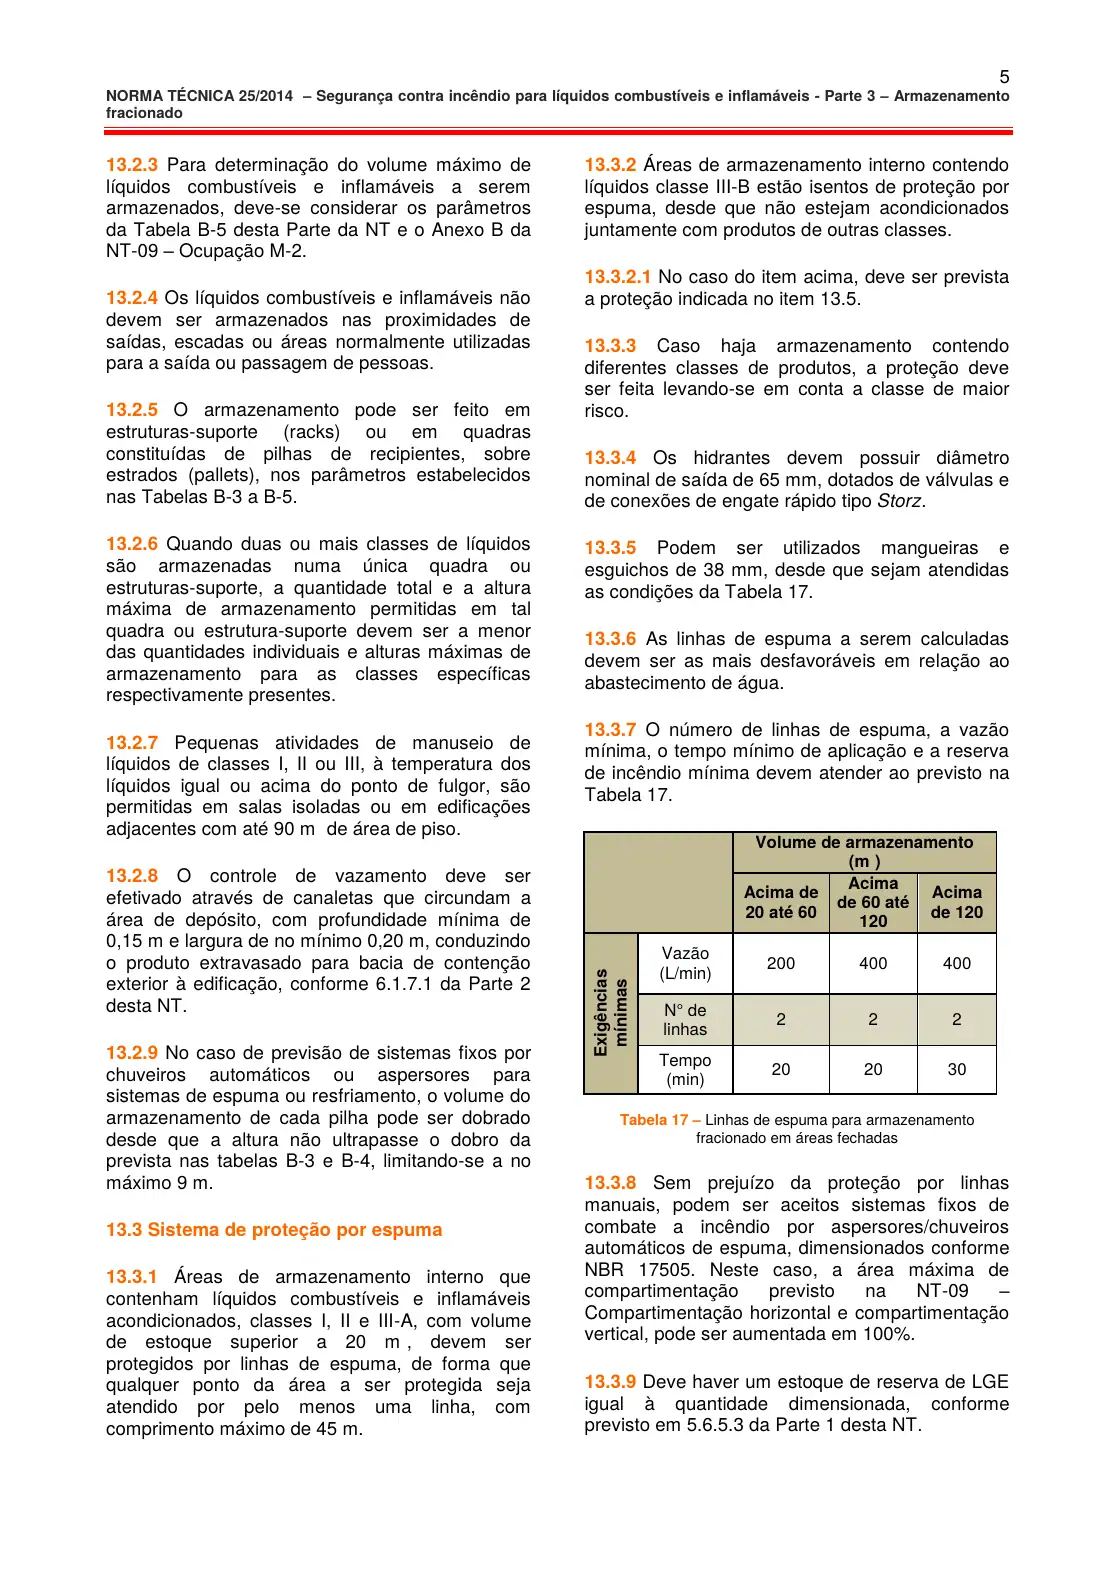 5
NORMA TÉCNICA 25/2014 – Segurança contra incêndio para líquidos combustíveis e inflamáveis - Parte 3 – Armazenamento
fracionado
13.2.3 Para determinação do volume máximo de
líquidos combustíveis e inflamáveis a serem
armazenados, deve-se considerar os parâmetros
da Tabela B-5 desta Parte da NT e o Anexo B da
NT-09 – Ocupação M-2.
13.2.4 Os líquidos combustíveis e inflamáveis não
devem ser armazenados nas proximidades de
saídas, escadas ou áreas normalmente utilizadas
para a saída ou passagem de pessoas.
13.2.5 O armazenamento pode ser feito em
estruturas-suporte (racks) ou em quadras
constituídas de pilhas de recipientes, sobre
estrados (pallets), nos parâmetros estabelecidos
nas Tabelas B-3 a B-5.
13.2.6 Quando duas ou mais classes de líquidos
são armazenadas numa única quadra ou
estruturas-suporte, a quantidade total e a altura
máxima de armazenamento permitidas em tal
quadra ou estrutura-suporte devem ser a menor
das quantidades individuais e alturas máximas de
armazenamento para as classes específicas
respectivamente presentes.
13.2.7 Pequenas atividades de manuseio de
líquidos de classes I, II ou III, à temperatura dos
líquidos igual ou acima do ponto de fulgor, são
permitidas em salas isoladas ou em edificações
adjacentes com até 90 m de área de piso.
13.2.8 O controle de vazamento deve ser
efetivado através de canaletas que circundam a
área de depósito, com profundidade mínima de
0,15 m e largura de no mínimo 0,20 m, conduzindo
o produto extravasado para bacia de contenção
exterior à edificação, conforme 6.1.7.1 da Parte 2
desta NT.
13.2.9 No caso de previsão de sistemas fixos por
chuveiros automáticos ou aspersores para
sistemas de espuma ou resfriamento, o volume do
armazenamento de cada pilha pode ser dobrado
desde que a altura não ultrapasse o dobro da
prevista nas tabelas B-3 e B-4, limitando-se a no
máximo 9 m.
13.3 Sistema de proteção por espuma
13.3.1 Áreas de armazenamento interno que
contenham líquidos combustíveis e inflamáveis
acondicionados, classes I, II e III-A, com volume
de estoque superior a 20 m , devem ser
protegidos por linhas de espuma, de forma que
qualquer ponto da área a ser protegida seja
atendido por pelo menos uma linha, com
comprimento máximo de 45 m.
13.3.2 Áreas de armazenamento interno contendo
líquidos classe III-B estão isentos de proteção por
espuma, desde que não estejam acondicionados
juntamente com produtos de outras classes.
13.3.2.1 No caso do item acima, deve ser prevista
a proteção indicada no item 13.5.
13.3.3 Caso haja armazenamento contendo
diferentes classes de produtos, a proteção deve
ser feita levando-se em conta a classe de maior
risco.
13.3.4 Os hidrantes devem possuir diâmetro
nominal de saída de 65 mm, dotados de válvulas e
de conexões de engate rápido tipo Storz.
13.3.5 Podem ser utilizados mangueiras e
esguichos de 38 mm, desde que sejam atendidas
as condições da Tabela 17.
13.3.6 As linhas de espuma a serem calculadas
devem ser as mais desfavoráveis em relação ao
abastecimento de água.
13.3.7 O número de linhas de espuma, a vazão
mínima, o tempo mínimo de aplicação e a reserva
de incêndio mínima devem atender ao previsto na
Tabela 17.
Volume de armazenamento
(m )
Acima de
20 até 60
Acima
de 60 até
120
Acima
de 120
Exigências
mínimas
Vazão
(L/min)
200 400 400
N° de
linhas
2 2 2
Tempo
(min)
20 20 30
Tabela 17 – Linhas de espuma para armazenamento
fracionado em áreas fechadas
13.3.8 Sem prejuízo da proteção por linhas
manuais, podem ser aceitos sistemas fixos de
combate a incêndio por aspersores/chuveiros
automáticos de espuma, dimensionados conforme
NBR 17505. Neste caso, a área máxima de
compartimentação previsto na NT-09 –
Compartimentação horizontal e compartimentação
vertical, pode ser aumentada em 100%.
13.3.9 Deve haver um estoque de reserva de LGE
igual à quantidade dimensionada, conforme
previsto em 5.6.5.3 da Parte 1 desta NT.